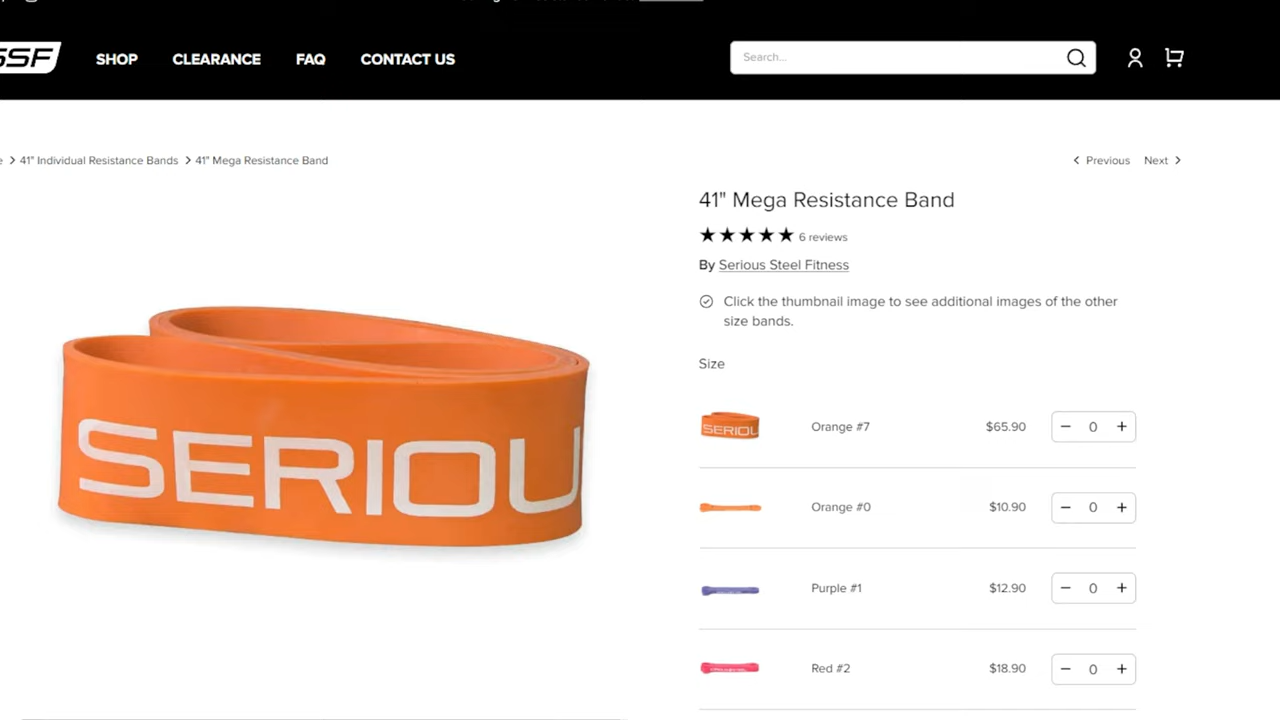 SSF
SHOP
CLEARANCE
FAQ
CONTACT US
Search...
41" Individual Resistance Bands
41" Mega Resistance Band
Previous
Next
41" Mega Resistance Band
6 reviews
By Serious Steel Fitness
Click the thumbnail image to see additional images of the other
size bands.
Size
SERIOU
SERIOU
Orange #7
$65.90
− 0 +
Orange #0
$10.90
− 0 +
Purple #1
$12.90
− 0 +
Red #2
$18.90
− 0 +